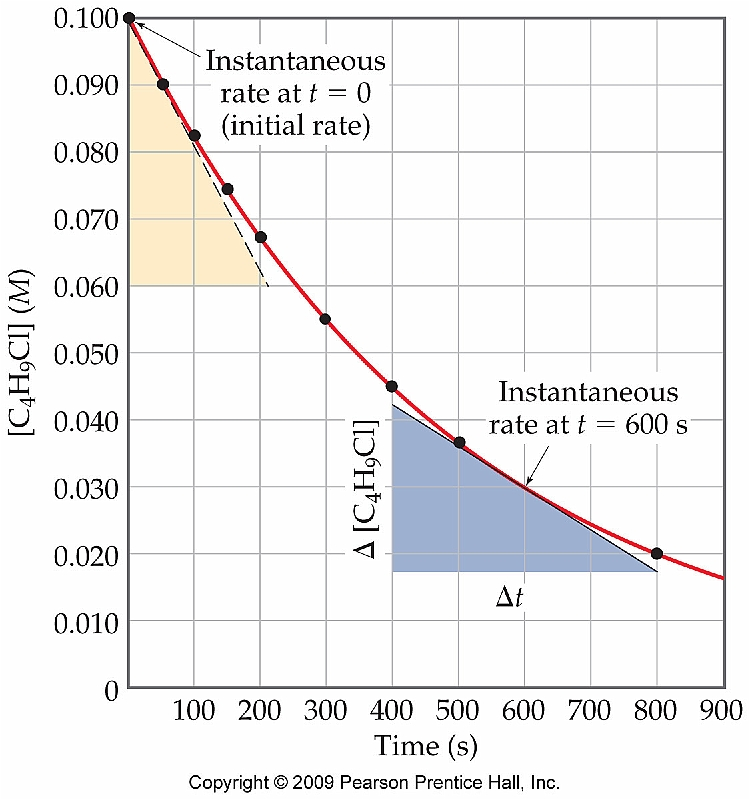 0.100
Instantaneous
rate at t = 0
(initial rate)
0.090
0.080
0.070
0.060
0.050
0.040
0.030
0.020
0.010
0
[C₄H₉Cl] (M)
Instantaneous
rate at t = 600 s
Δ [C₄H₉Cl]
Δt
100 200 300 400 500 600 700 800 900
Time (s)
Copyright © 2009 Pearson Prentice Hall, Inc.